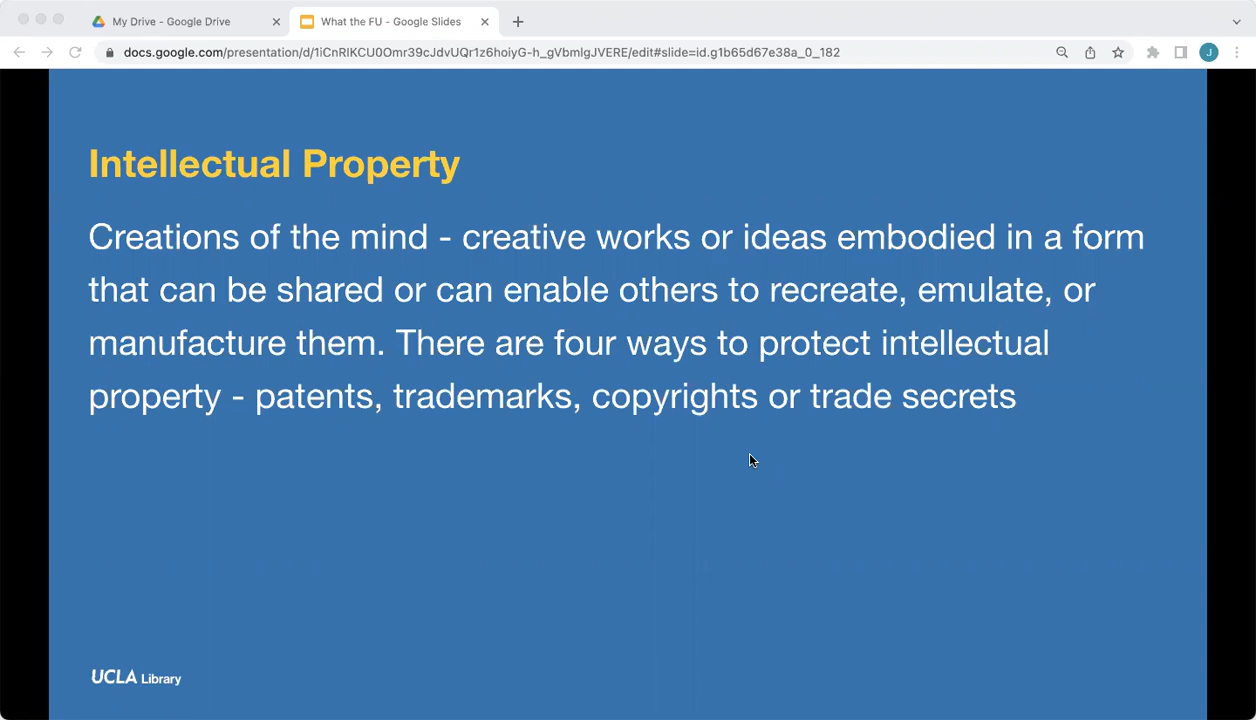 My Drive - Google Drive
What the FU - Google Slides
docs.google.com/presentation/d/1iCnRlKCU0Omr39cJdvUQr1z6hoiyG-h_gVbmlgJVERE/edit#slide=id.g1b65d67e38a_0_182
J
Intellectual Property
Creations of the mind - creative works or ideas embodied in a form
that can be shared or can enable others to recreate, emulate, or
manufacture them. There are four ways to protect intellectual
property - patents, trademarks, copyrights or trade secrets
UCLA Library